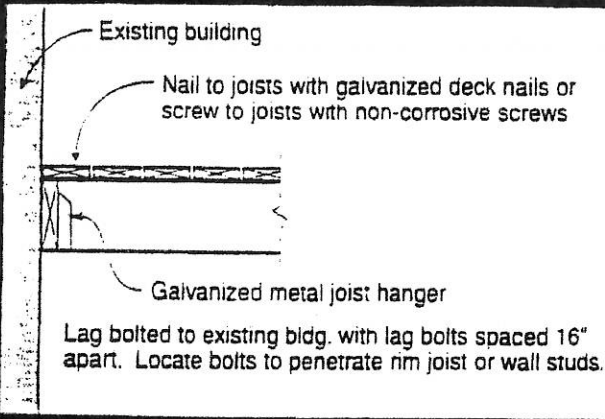 Existing building
Nail to joists with galvanized deck nails or
screw to joists with non-corrosive screws
Galvanized metal joist hanger
Lag bolted to existing bldg. with lag bolts spaced 16"
apart. Locate bolts to penetrate rim joist or wall studs.